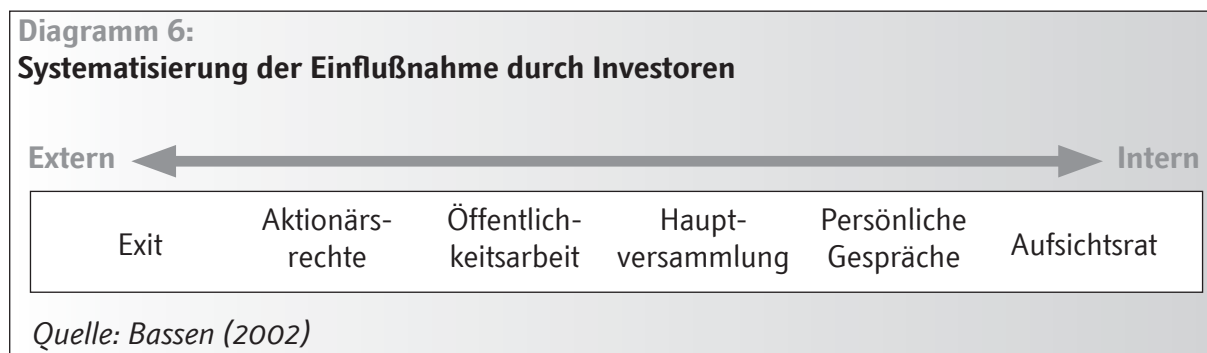 Diagramm 6:
Systematisierung der Einflußnahme durch Investoren
Extern Intern
Exit
Aktionärs-
rechte
Öffentlich-
keitsarbeit
Haupt-
versammlung
Persönliche
Gespräche
Aufsichtsrat
Quelle: Bassen (2002)